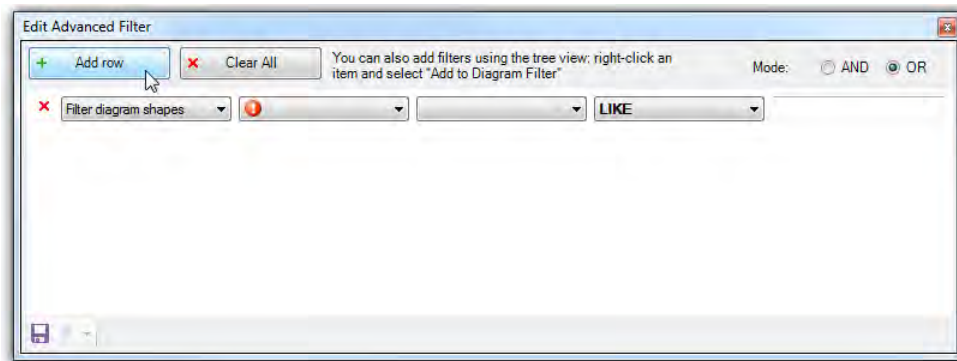 Edit Advanced Filter
Add row
Clear All
You can also add filters using the tree view: right-click an
item and select "Add to Diagram Filter"
Mode: AND OR
Filter diagram shapes LIKE